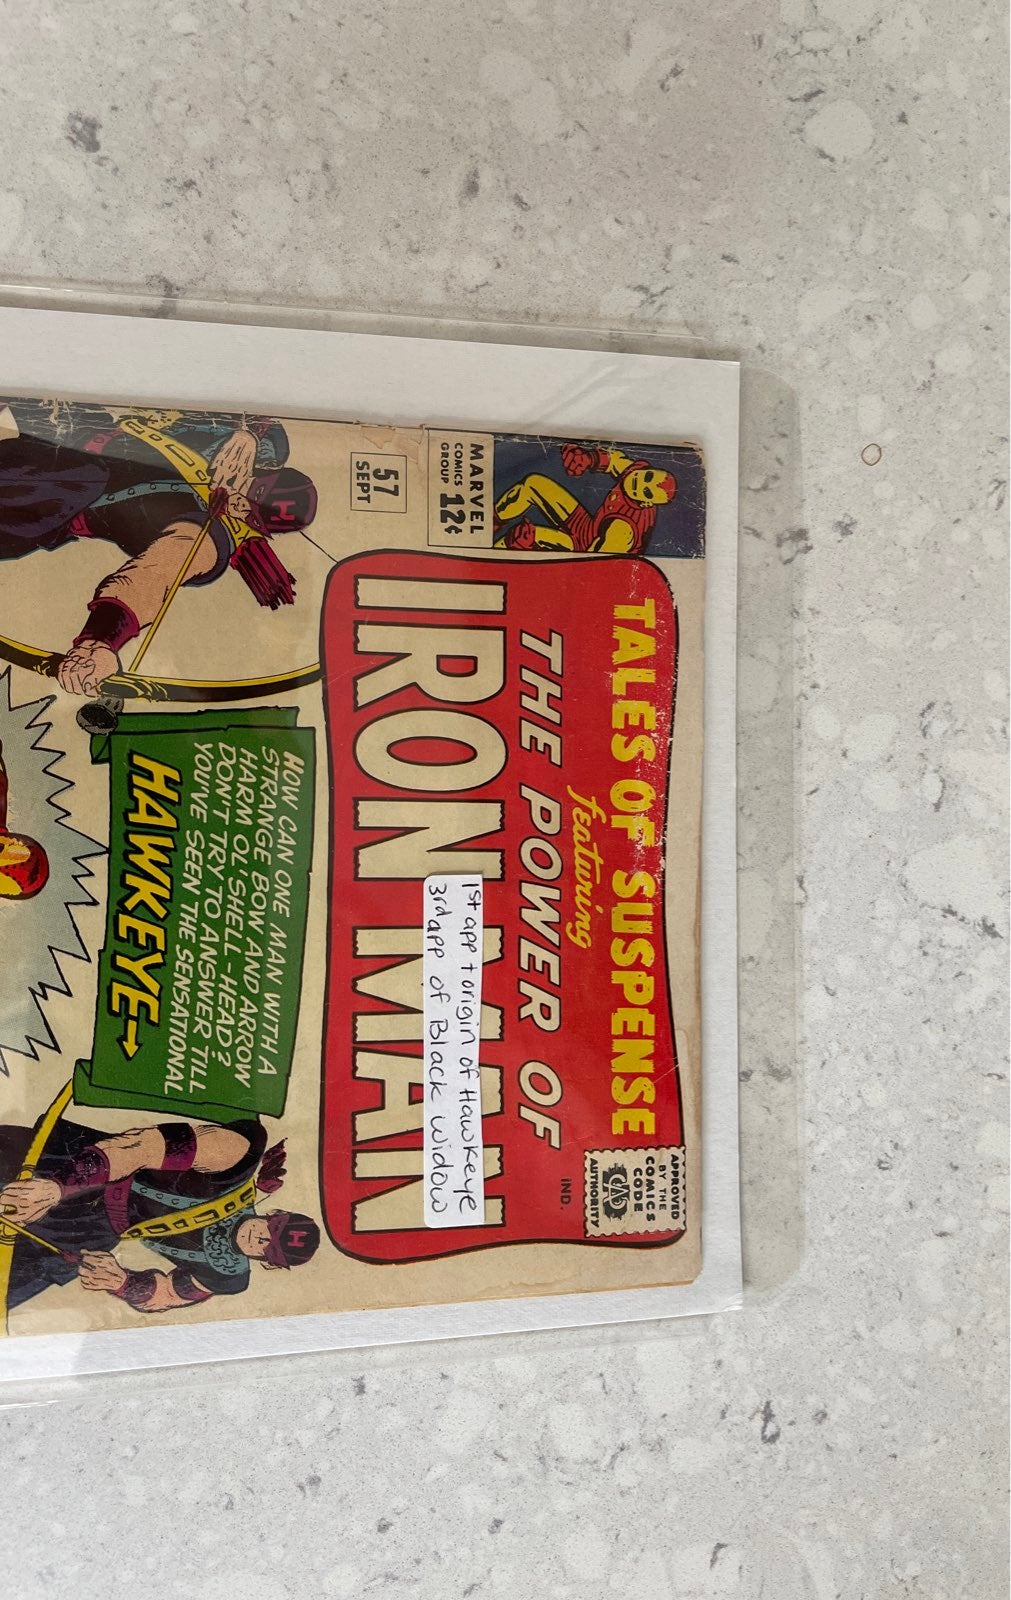 MARVEL
COMICS
GROUP
12¢
57
SEPT
TALES OF SUSPENSE
featuring
THE POWER OF
IRON MAN
IND.
APPROVED
BY THE
COMICS
CODE
CA
AUTHORITY
1st app + origin of Hawkeye
3rd app of Black Widow
HOW CAN ONE MAN WITH A
STRANGE BOW AND ARROW
HARM OL' SHELL-HEAD?
DON'T TRY TO ANSWER TILL
YOU'VE SEEN THE SENSATIONAL
HAWKEYE→
H
H